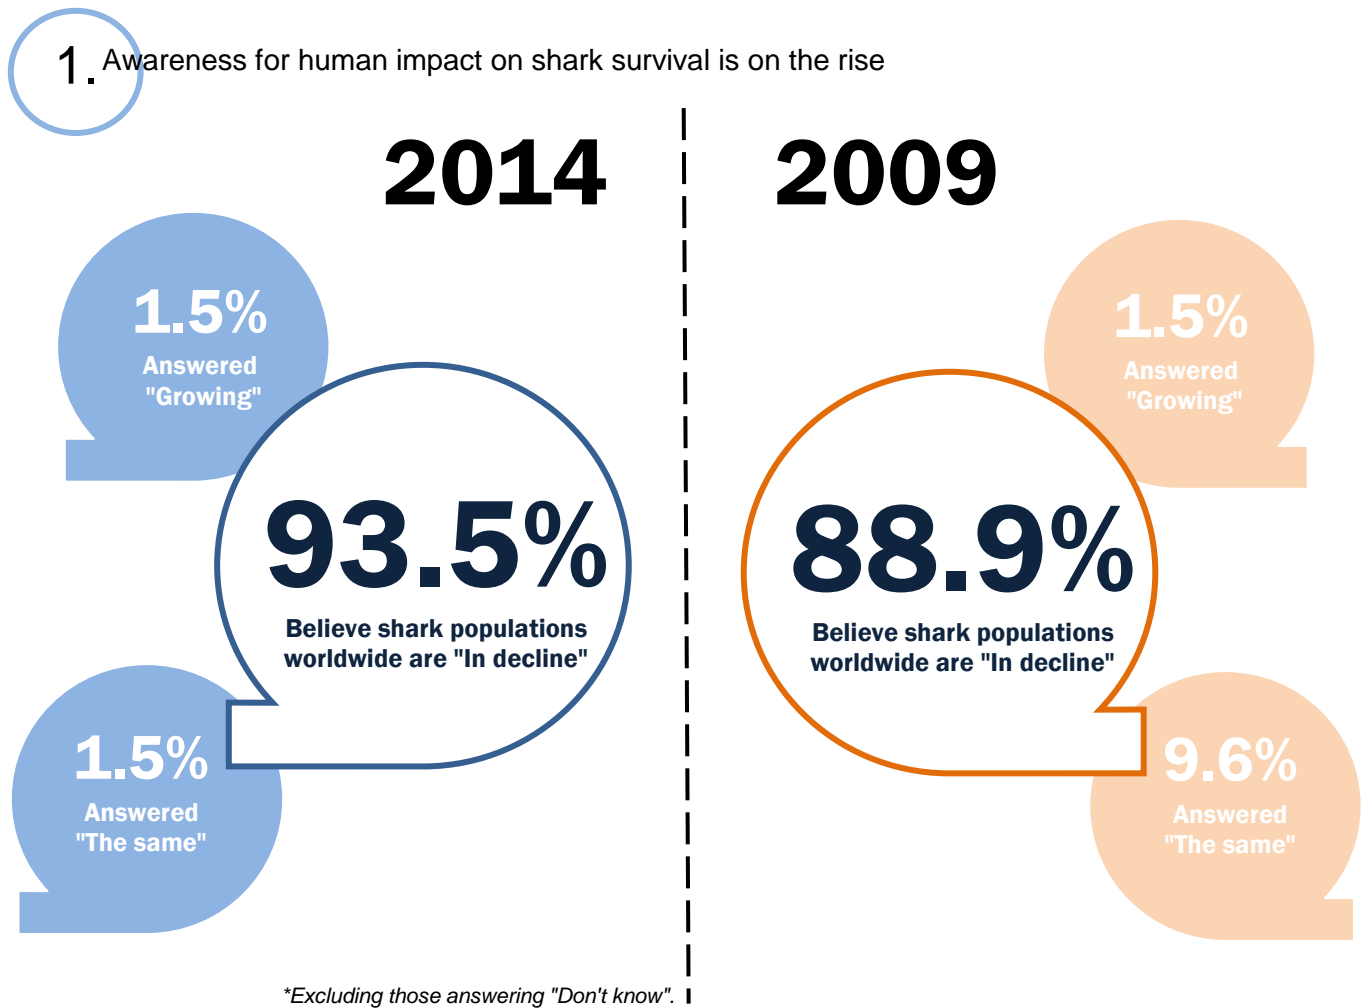 1. Awareness for human impact on shark survival is on the rise
2014
1.5%
Answered
"Growing"
93.5%
Believe shark populations
worldwide are "In decline"
1.5%
Answered
"The same"
2009
1.5%
Answered
"Growing"
88.9%
Believe shark populations
worldwide are "In decline"
9.6%
Answered
"The same"
*Excluding those answering "Don't know".